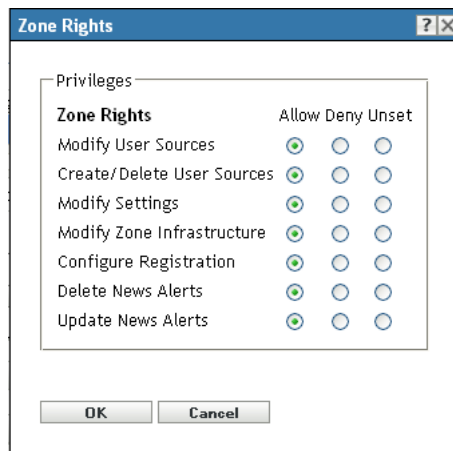 Zone Rights ? X
Privileges
Zone Rights Allow Deny Unset
Modify User Sources
Create/Delete User Sources
Modify Settings
Modify Zone Infrastructure
Configure Registration
Delete News Alerts
Update News Alerts
OK Cancel